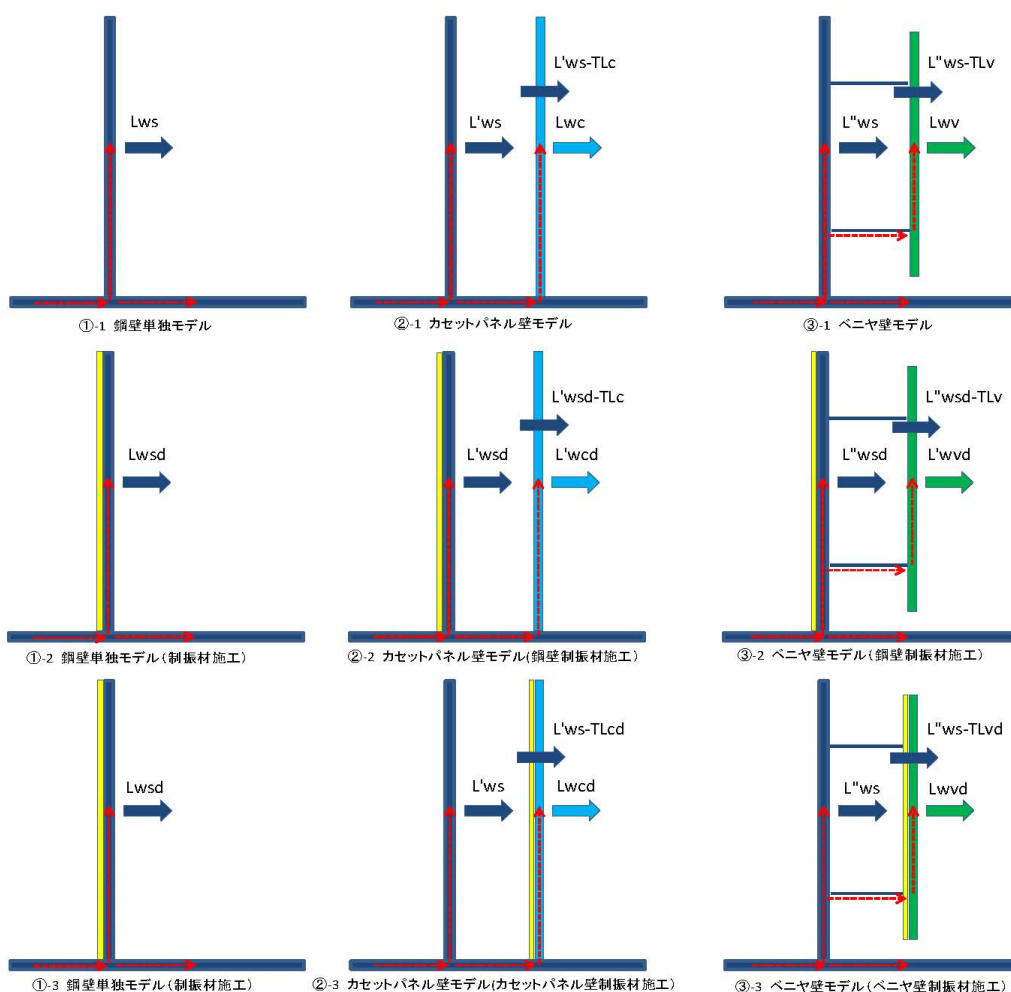 Lws
①-1 鋼壁単独モデル
L'ws-TLc
L'ws
Lwc
②-1 カセットパネル壁モデル
L"ws-TLv
L"ws
Lwv
③-1 ベニヤ壁モデル
Lwsd
①-2 鋼壁単独モデル(制振材施工)
L'wsd-TLc
L'wsd
L'wcd
②-2 カセットパネル壁モデル(鋼壁制振材施工)
L"wsd-TLv
L"wsd
L'wvd
③-2 ベニヤ壁モデル(鋼壁制振材施工)
Lwsd
①-3 鋼壁単独モデル(制振材施工)
L'ws-TLcd
L'ws
Lwcd
②-3 カセットパネル壁モデル(カセットパネル壁制振材施工)
L"ws-TLvd
L"ws
Lwvd
③-3 ベニヤ壁モデル(ベニヤ壁制振材施工)